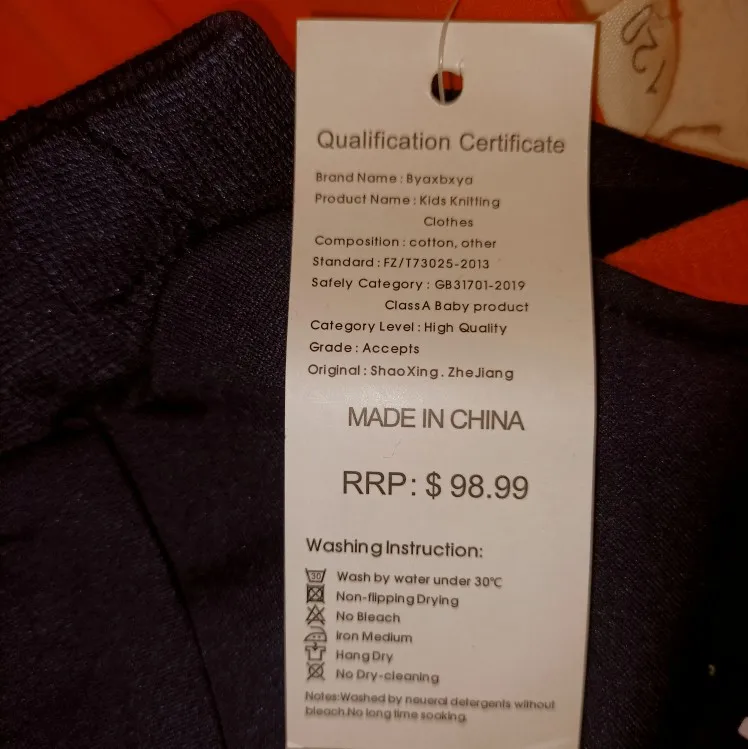 120
Qualification Certificate
Brand Name : Byaxbxya
Product Name : Kids Knitting
Clothes
Composition : cotton, other
Standard : FZ/T73025-2013
Safely Category : GB31701-2019
ClassA Baby product
Category Level : High Quality
Grade : Accepts
Original : ShaoXing . ZheJiang
MADE IN CHINA
RRP: $ 98.99
Washing Instruction:
30 Wash by water under 30℃
Non-flipping Drying
No Bleach
Iron Medium
Hang Dry
No Dry-cleaning
Notes:Washed by neueral detergents without
bleach.No long time soaking.